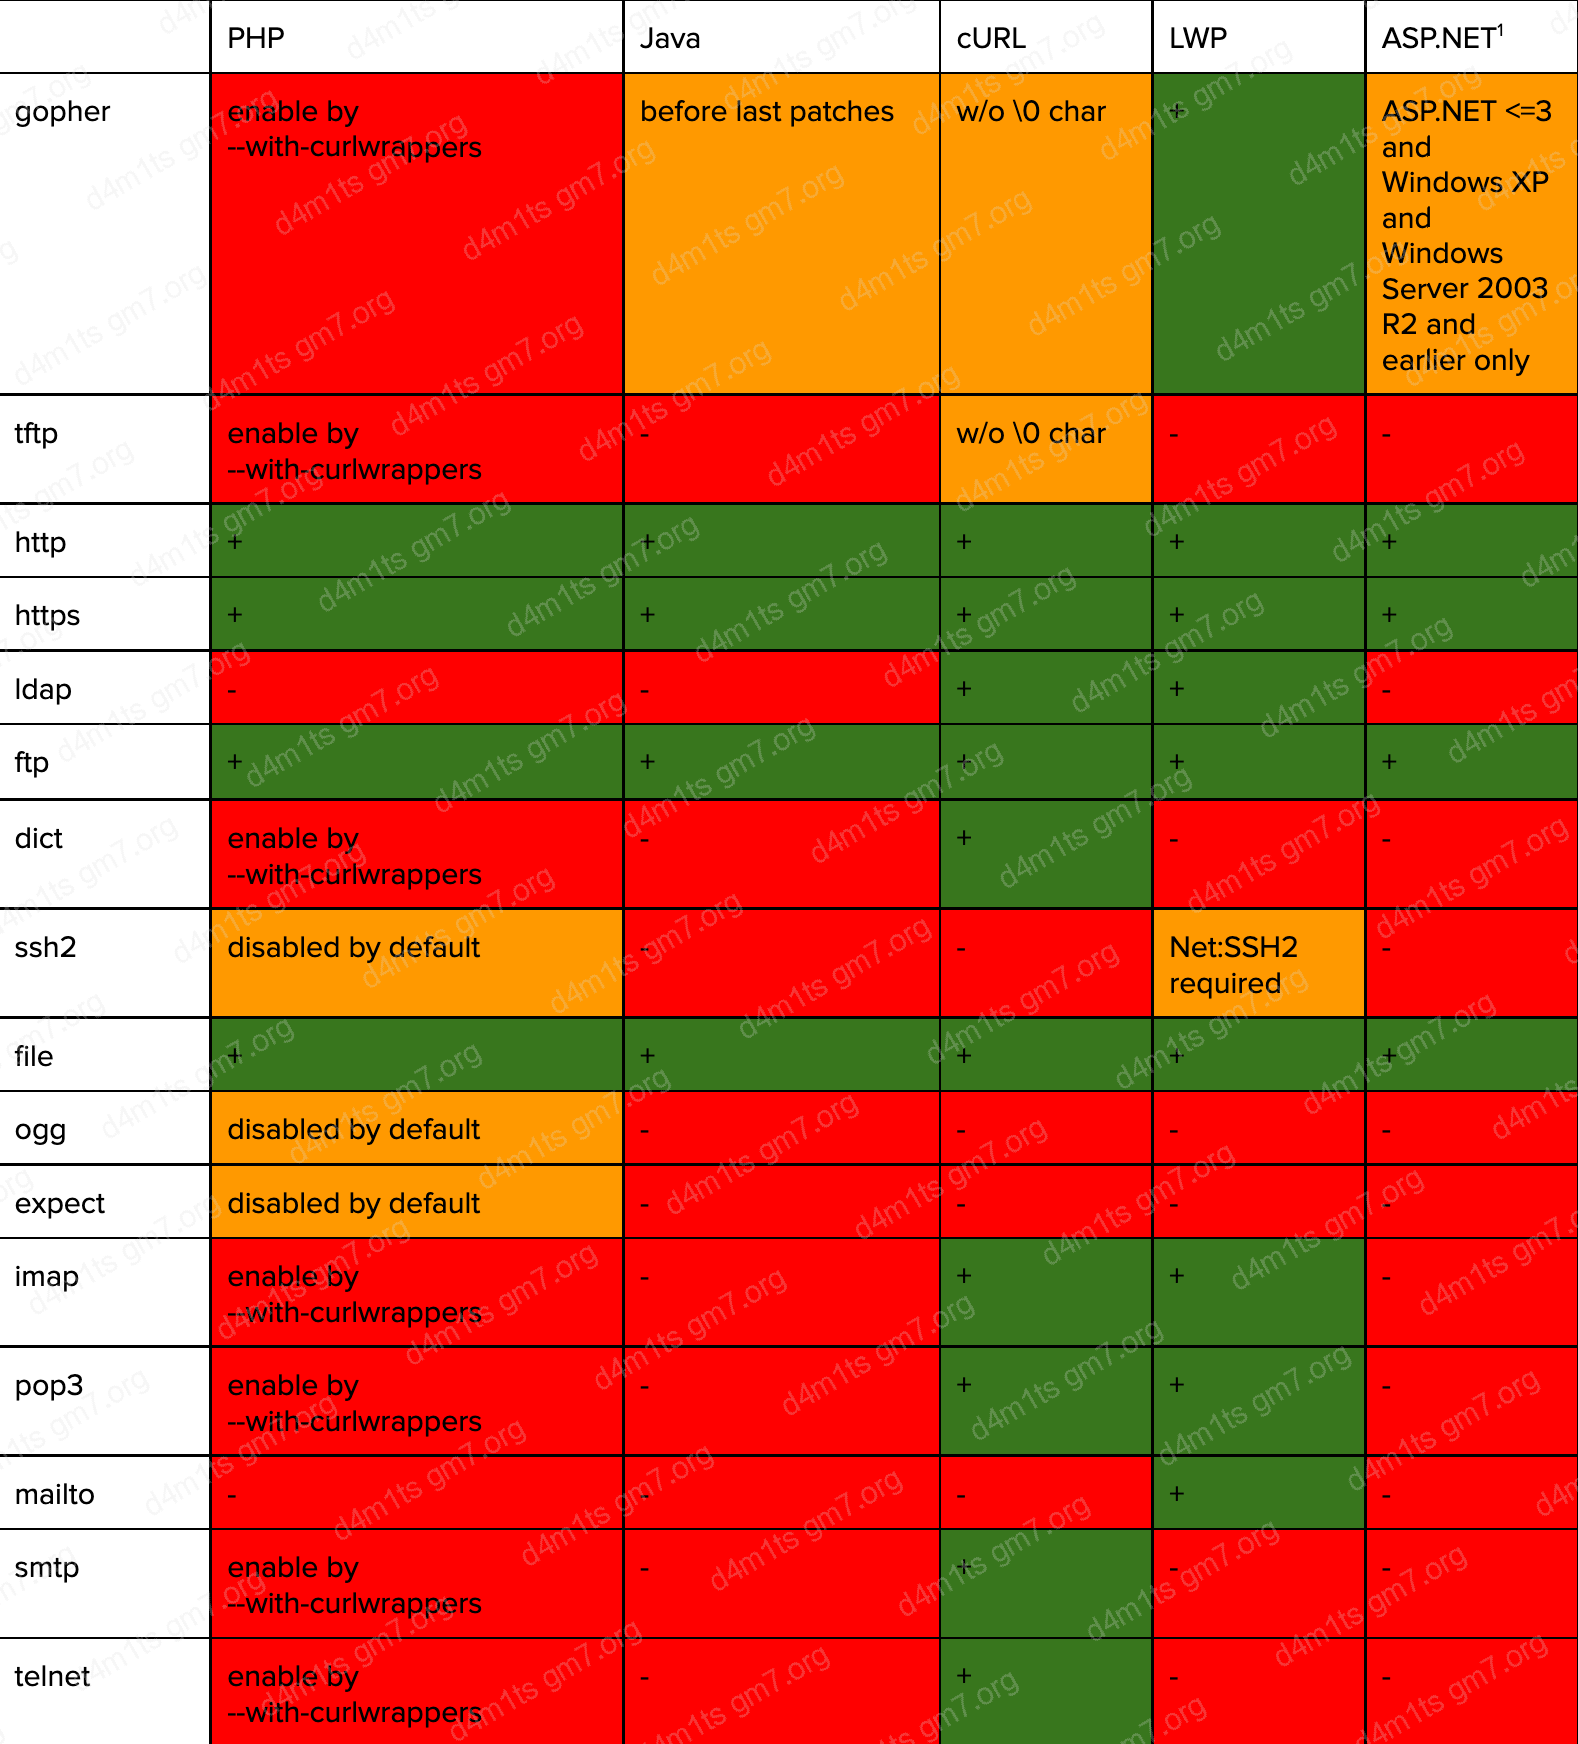 PHP Java cURL LWP ASP.NET¹
gopher enable by before last patches w/o \0 char + ASP.NET <=3
--with-curlwrappers and
Windows XP
and
Windows
Server 2003
R2 and
earlier only
tftp enable by - w/o \0 char - -
--with-curlwrappers
http + + + + +
https + + + + +
ldap - - + + -
ftp + + + + +
dict enable by - + - -
--with-curlwrappers
ssh2 disabled by default - - Net:SSH2 -
required
file + + + + +
ogg disabled by default - - - -
expect disabled by default - - - -
imap enable by - + + -
--with-curlwrappers
pop3 enable by - + + -
--with-curlwrappers
mailto - - - + -
smtp enable by - + - -
--with-curlwrappers
telnet enable by - + - -
--with-curlwrappers
d4m1ts gm7.org